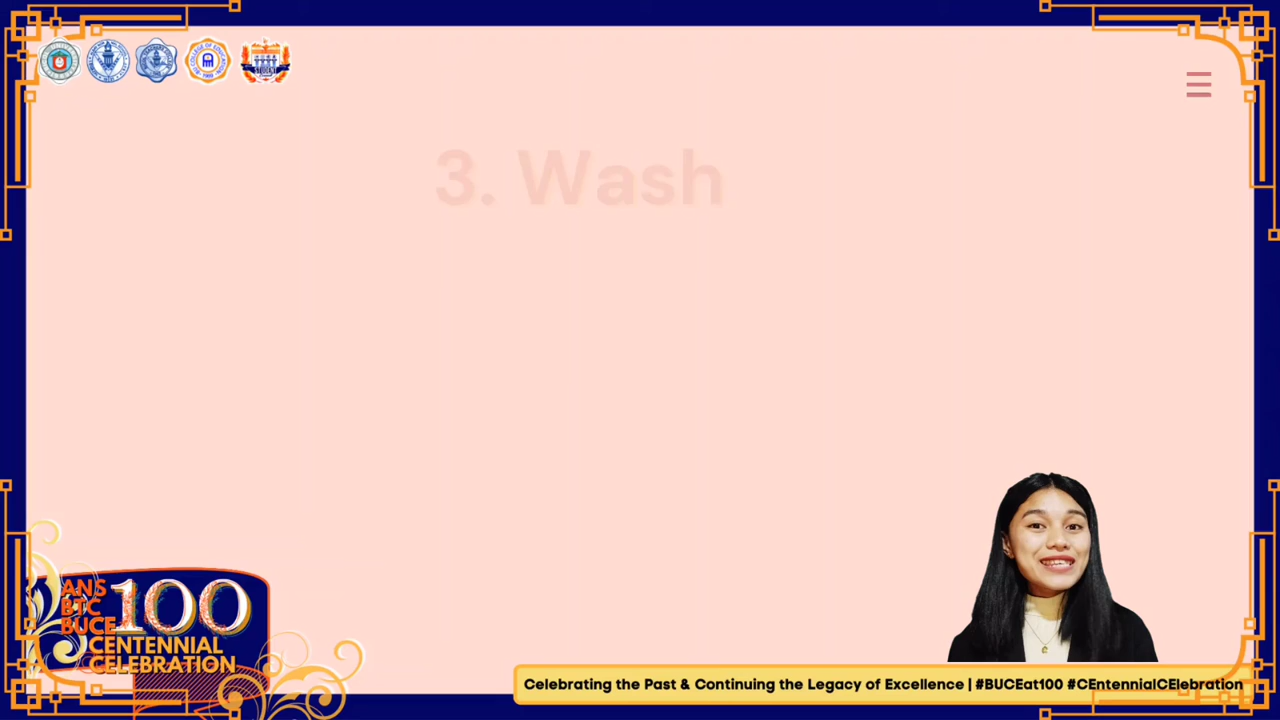 3. Wash
ANS
BTC
BUCE
100
CENTENNIAL
CELEBRATION
Celebrating the Past & Continuing the Legacy of Excellence | #BUCEat100 #CEntennialCElebration